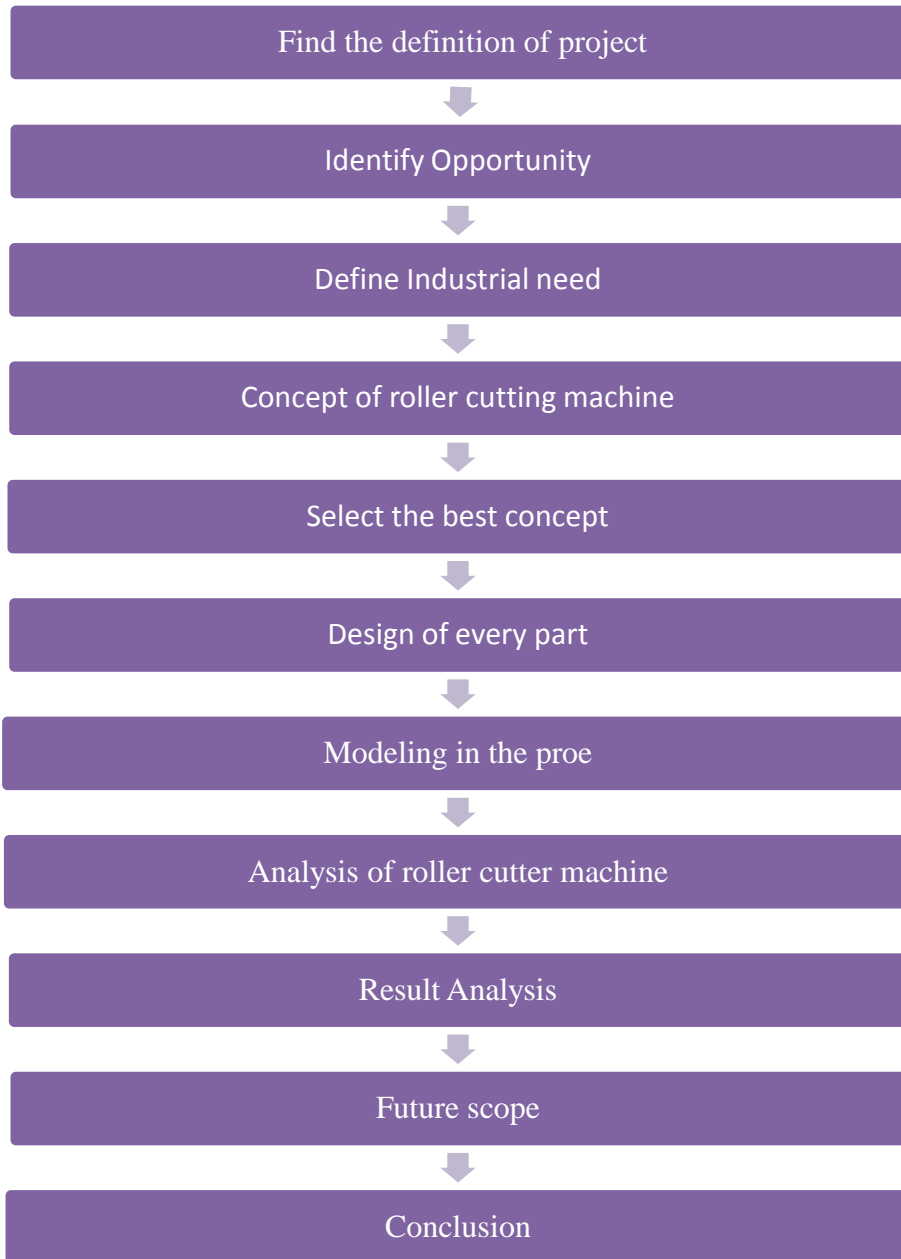 Find the definition of project
Identify Opportunity
Define Industrial need
Concept of roller cutting machine
Select the best concept
Design of every part
Modeling in the proe
Analysis of roller cutter machine
Result Analysis
Future scope
Conclusion